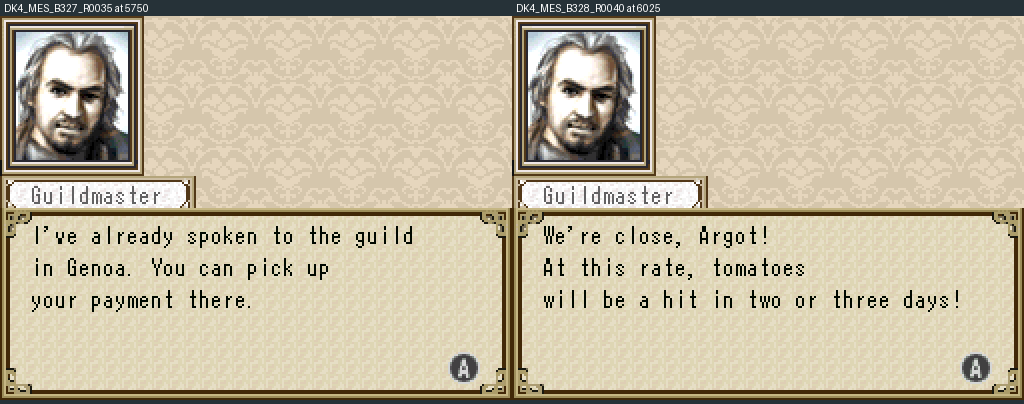 DK4_MES_B327_R0035 at 5750
Guildmaster
I've already spoken to the guild
in Genoa. You can pick up
your payment there.
A
DK4_MES_B328_R0040 at 6025
Guildmaster
We're close, Argot!
At this rate, tomatoes
will be a hit in two or three days!
A